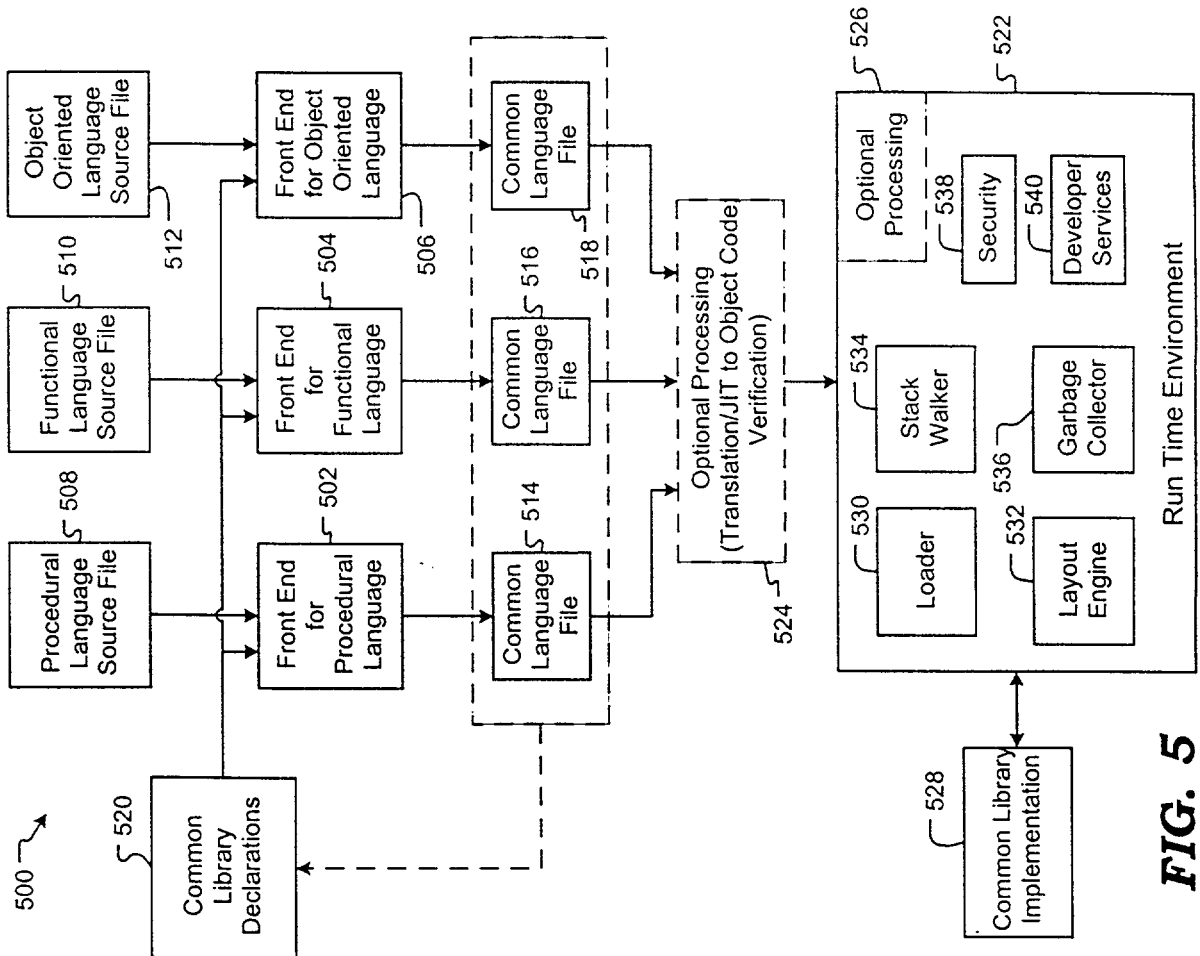 500
520
Common
Library
Declarations
Procedural
Language
Source File
508
Functional
Language
Source File
510
Object
Oriented
Language
Source File
512
Front End
for
Procedural
Language
502
Front End
for
Functional
Language
504
Front End
for Object
Oriented
Language
506
Common
Language
File
514
Common
Language
File
516
Common
Language
File
518
Optional Processing
(Translation/JIT to Object Code,
Verification)
524
528
Common Library
Implementation
530
Loader
532
Layout
Engine
534
Stack
Walker
536
Garbage
Collector
Optional
Processing
526
538
Security
540
Developer
Services
522
Run Time Environment
FIG. 5